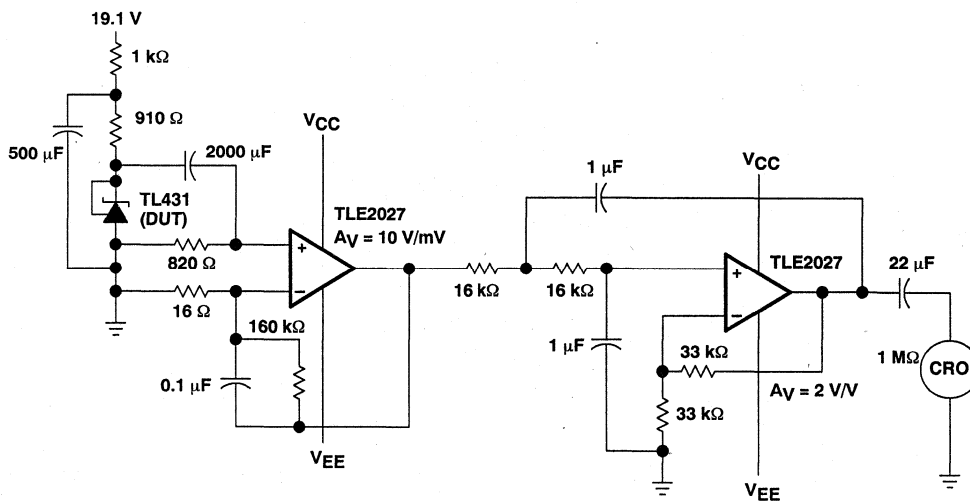 19.1 V
1 kΩ
910 Ω
500 μF
2000 μF
TL431
(DUT)
820 Ω
16 Ω
VCC
TLE2027
AV = 10 V/mV
+
−
160 kΩ
0.1 μF
VEE
16 kΩ
16 kΩ
1 μF
1 μF
VCC
TLE2027
+
−
33 kΩ
33 kΩ
AV = 2 V/V
VEE
22 μF
1 MΩ
CRO